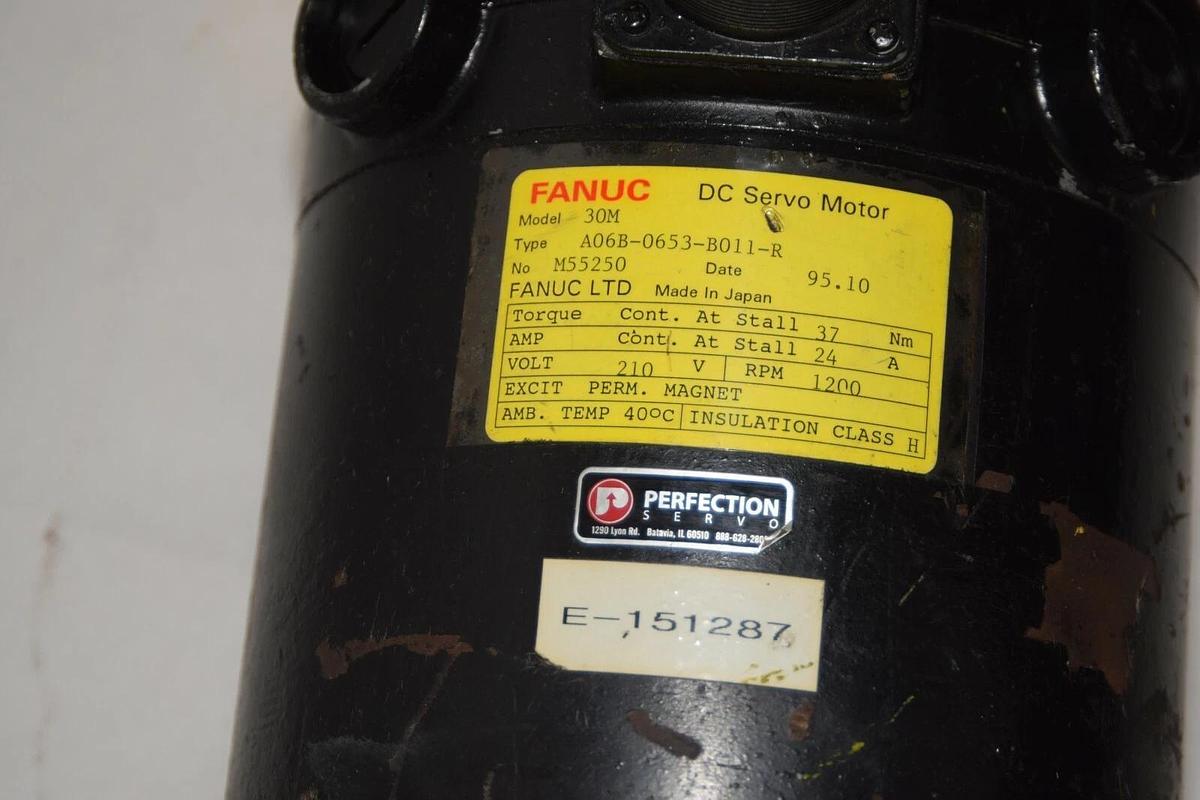 FANUC DC Servo Motor
Model 30M
Type A06B-0653-B011-R
No M55250 Date 95.10
FANUC LTD Made In Japan
Torque Cont. At Stall 37 Nm
AMP Cont. At Stall 24 A
VOLT 210 V RPM 1200
EXCIT PERM. MAGNET
AMB. TEMP 40°C INSULATION CLASS H
PERFECTION
SERVO
1290 Lyon Rd. Batavia, IL 60510
E-151287